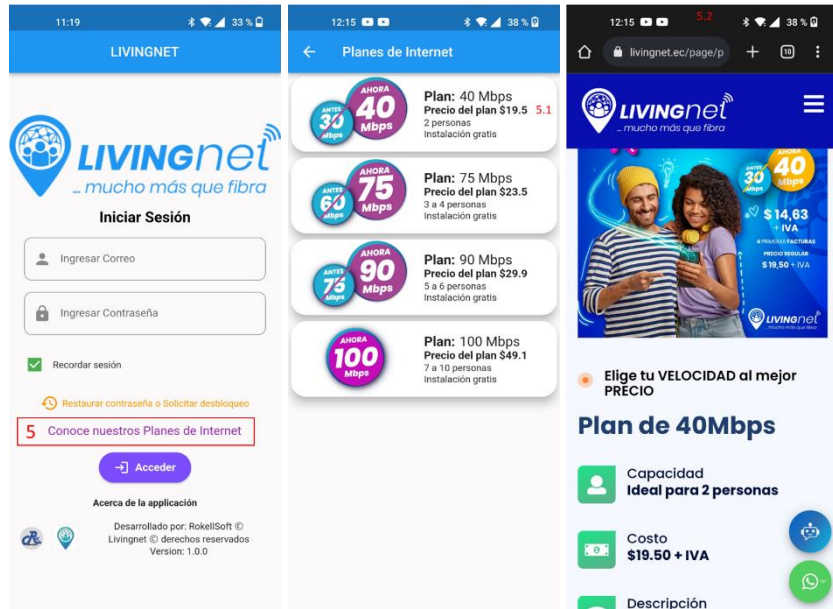 11:19
33 %
LIVINGNET
LIVINGnet
... mucho más que fibra
Iniciar Sesión
Ingresar Correo
Ingresar Contraseña
Recordar sesión
Restaurar contraseña o Solicitar desbloqueo
5 Conoce nuestros Planes de Internet
Acceder
Acerca de la aplicación
Desarrollado por: RokellSoft ©
Livingnet © derechos reservados
Version: 1.0.0
12:15
38 %
Planes de Internet
ANTES
30
Mbps
AHORA
40
Mbps
Plan: 40 Mbps
Precio del plan $19.5 5.1
2 personas
Instalación gratis
ANTES
60
Mbps
AHORA
75
Mbps
Plan: 75 Mbps
Precio del plan $23.5
3 a 4 personas
Instalación gratis
ANTES
75
Mbps
AHORA
90
Mbps
Plan: 90 Mbps
Precio del plan $29.9
5 a 6 personas
Instalación gratis
AHORA
100
Mbps
Plan: 100 Mbps
Precio del plan $49.1
7 a 10 personas
Instalación gratis
12:15
5.2
38 %
livingnet.ec/page/p
10
LIVINGnet
... mucho más que fibra
ANTES
30
Mbps
AHORA
40
Mbps
$ 14,63
+ IVA
4 PRIMERAS FACTURAS
PRECIO REGULAR
$ 19,50 + IVA
LIVINGnet
Elige tu VELOCIDAD al mejor
PRECIO
Plan de 40Mbps
Capacidad
Ideal para 2 personas
Costo
$19.50 + IVA
Descripción